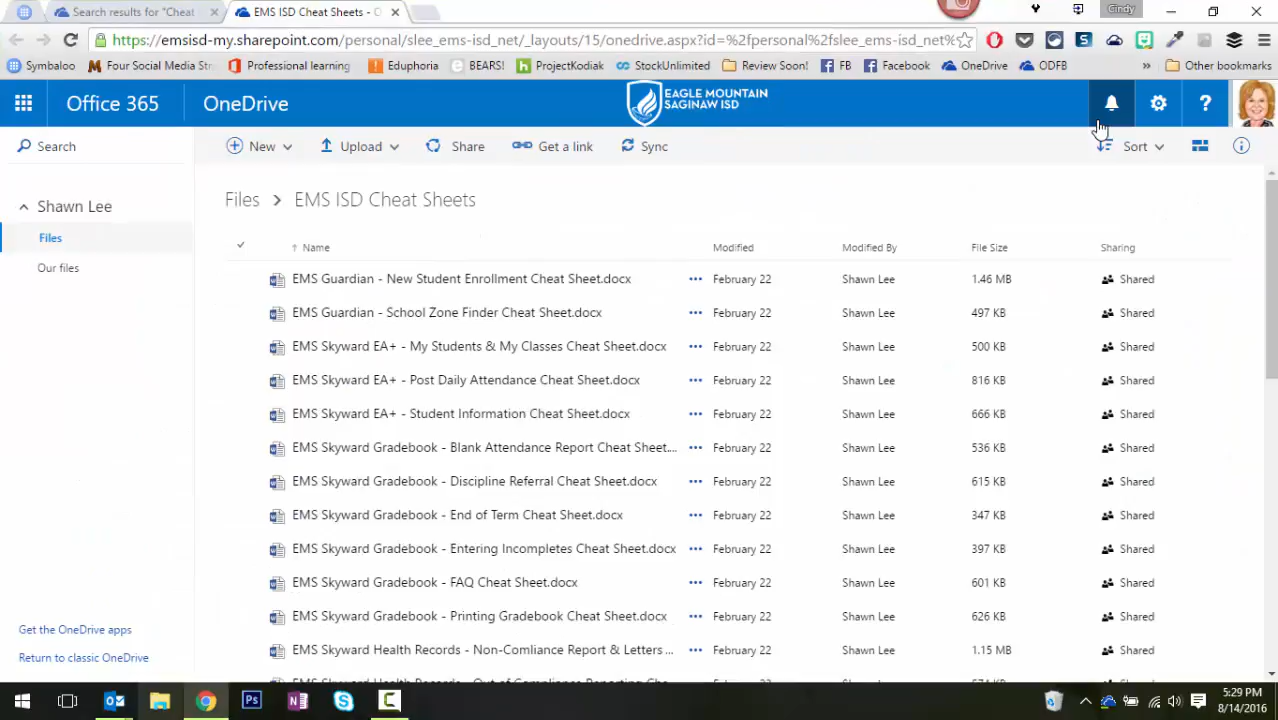 Search results for "Cheat
EMS ISD Cheat Sheets - O
Cindy
https://emsisd-my.sharepoint.com/personal/slee_ems-isd_net/_layouts/15/onedrive.aspx?id=%2fpersonal%2fslee_ems-isd_net%
Symbaloo
Four Social Media Str
Professional learning
Eduphoria
BEARS!
ProjectKodiak
StockUnlimited
Review Soon!
FB
Facebook
OneDrive
ODFB
»
Other bookmarks
Office 365
OneDrive
EAGLE MOUNTAIN
SAGINAW ISD
Search
New
Upload
Share
Get a link
Sync
Sort
Shawn Lee
Files
Our files
Files > EMS ISD Cheat Sheets
Name Modified Modified By File Size Sharing
EMS Guardian - New Student Enrollment Cheat Sheet.docx ••• February 22 Shawn Lee 1.46 MB Shared
EMS Guardian - School Zone Finder Cheat Sheet.docx ••• February 22 Shawn Lee 497 KB Shared
EMS Skyward EA+ - My Students & My Classes Cheat Sheet.docx ••• February 22 Shawn Lee 500 KB Shared
EMS Skyward EA+ - Post Daily Attendance Cheat Sheet.docx ••• February 22 Shawn Lee 816 KB Shared
EMS Skyward EA+ - Student Information Cheat Sheet.docx ••• February 22 Shawn Lee 666 KB Shared
EMS Skyward Gradebook - Blank Attendance Report Cheat Sheet.... ••• February 22 Shawn Lee 536 KB Shared
EMS Skyward Gradebook - Discipline Referral Cheat Sheet.docx ••• February 22 Shawn Lee 615 KB Shared
EMS Skyward Gradebook - End of Term Cheat Sheet.docx ••• February 22 Shawn Lee 347 KB Shared
EMS Skyward Gradebook - Entering Incompletes Cheat Sheet.docx ••• February 22 Shawn Lee 397 KB Shared
EMS Skyward Gradebook - FAQ Cheat Sheet.docx ••• February 22 Shawn Lee 601 KB Shared
EMS Skyward Gradebook - Printing Gradebook Cheat Sheet.docx ••• February 22 Shawn Lee 626 KB Shared
EMS Skyward Health Records - Non-Comliance Report & Letters ... ••• February 22 Shawn Lee 1.15 MB Shared
Get the OneDrive apps
Return to classic OneDrive
5:29 PM
8/14/2016